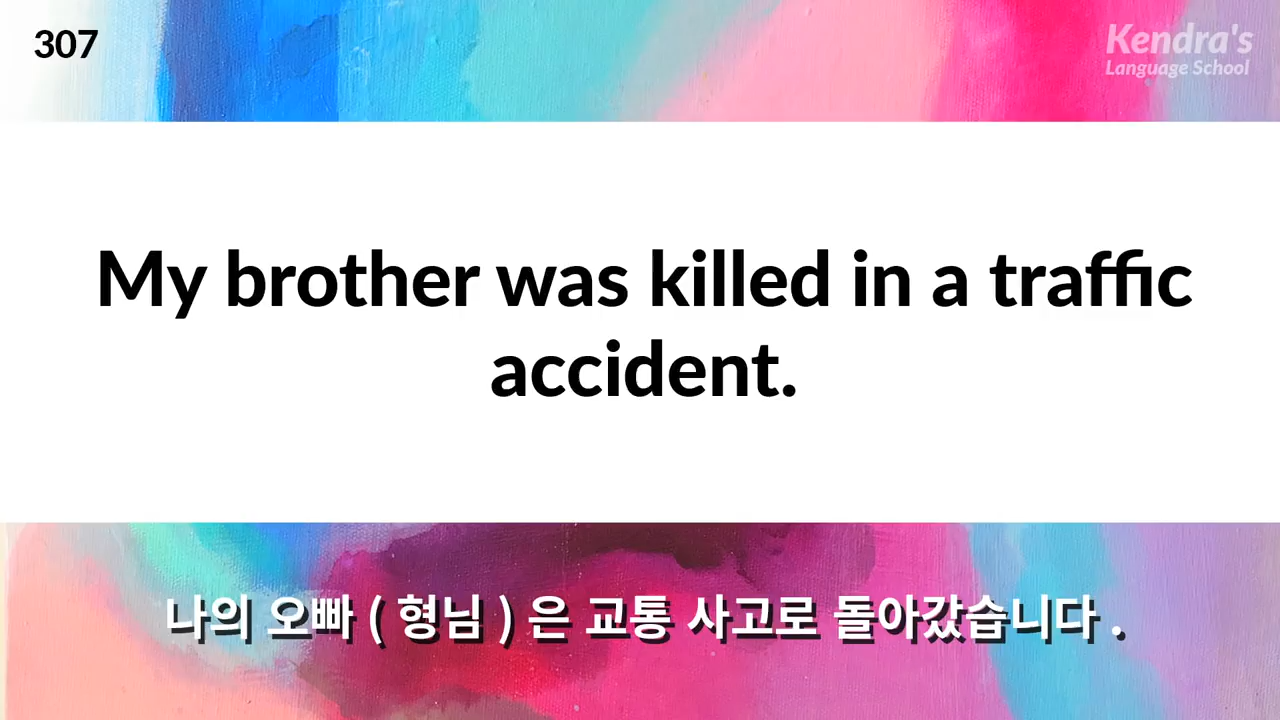 307
Kendra's
Language School
My brother was killed in a traffic
accident.
나의 오빠 ( 형님 ) 은 교통 사고로 돌아갔습니다 .